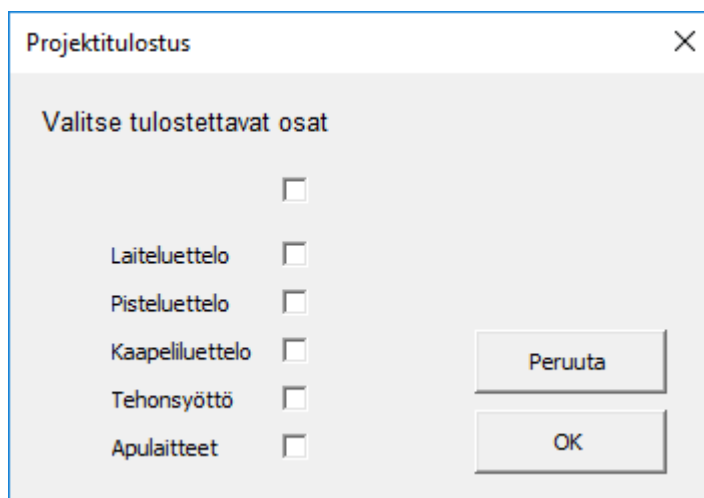 Projektitulostus
Valitse tulostettavat osat
Laiteluettelo
Pisteluettelo
Kaapeliluettelo
Tehonsyöttö
Apulaitteet
Peruuta
OK